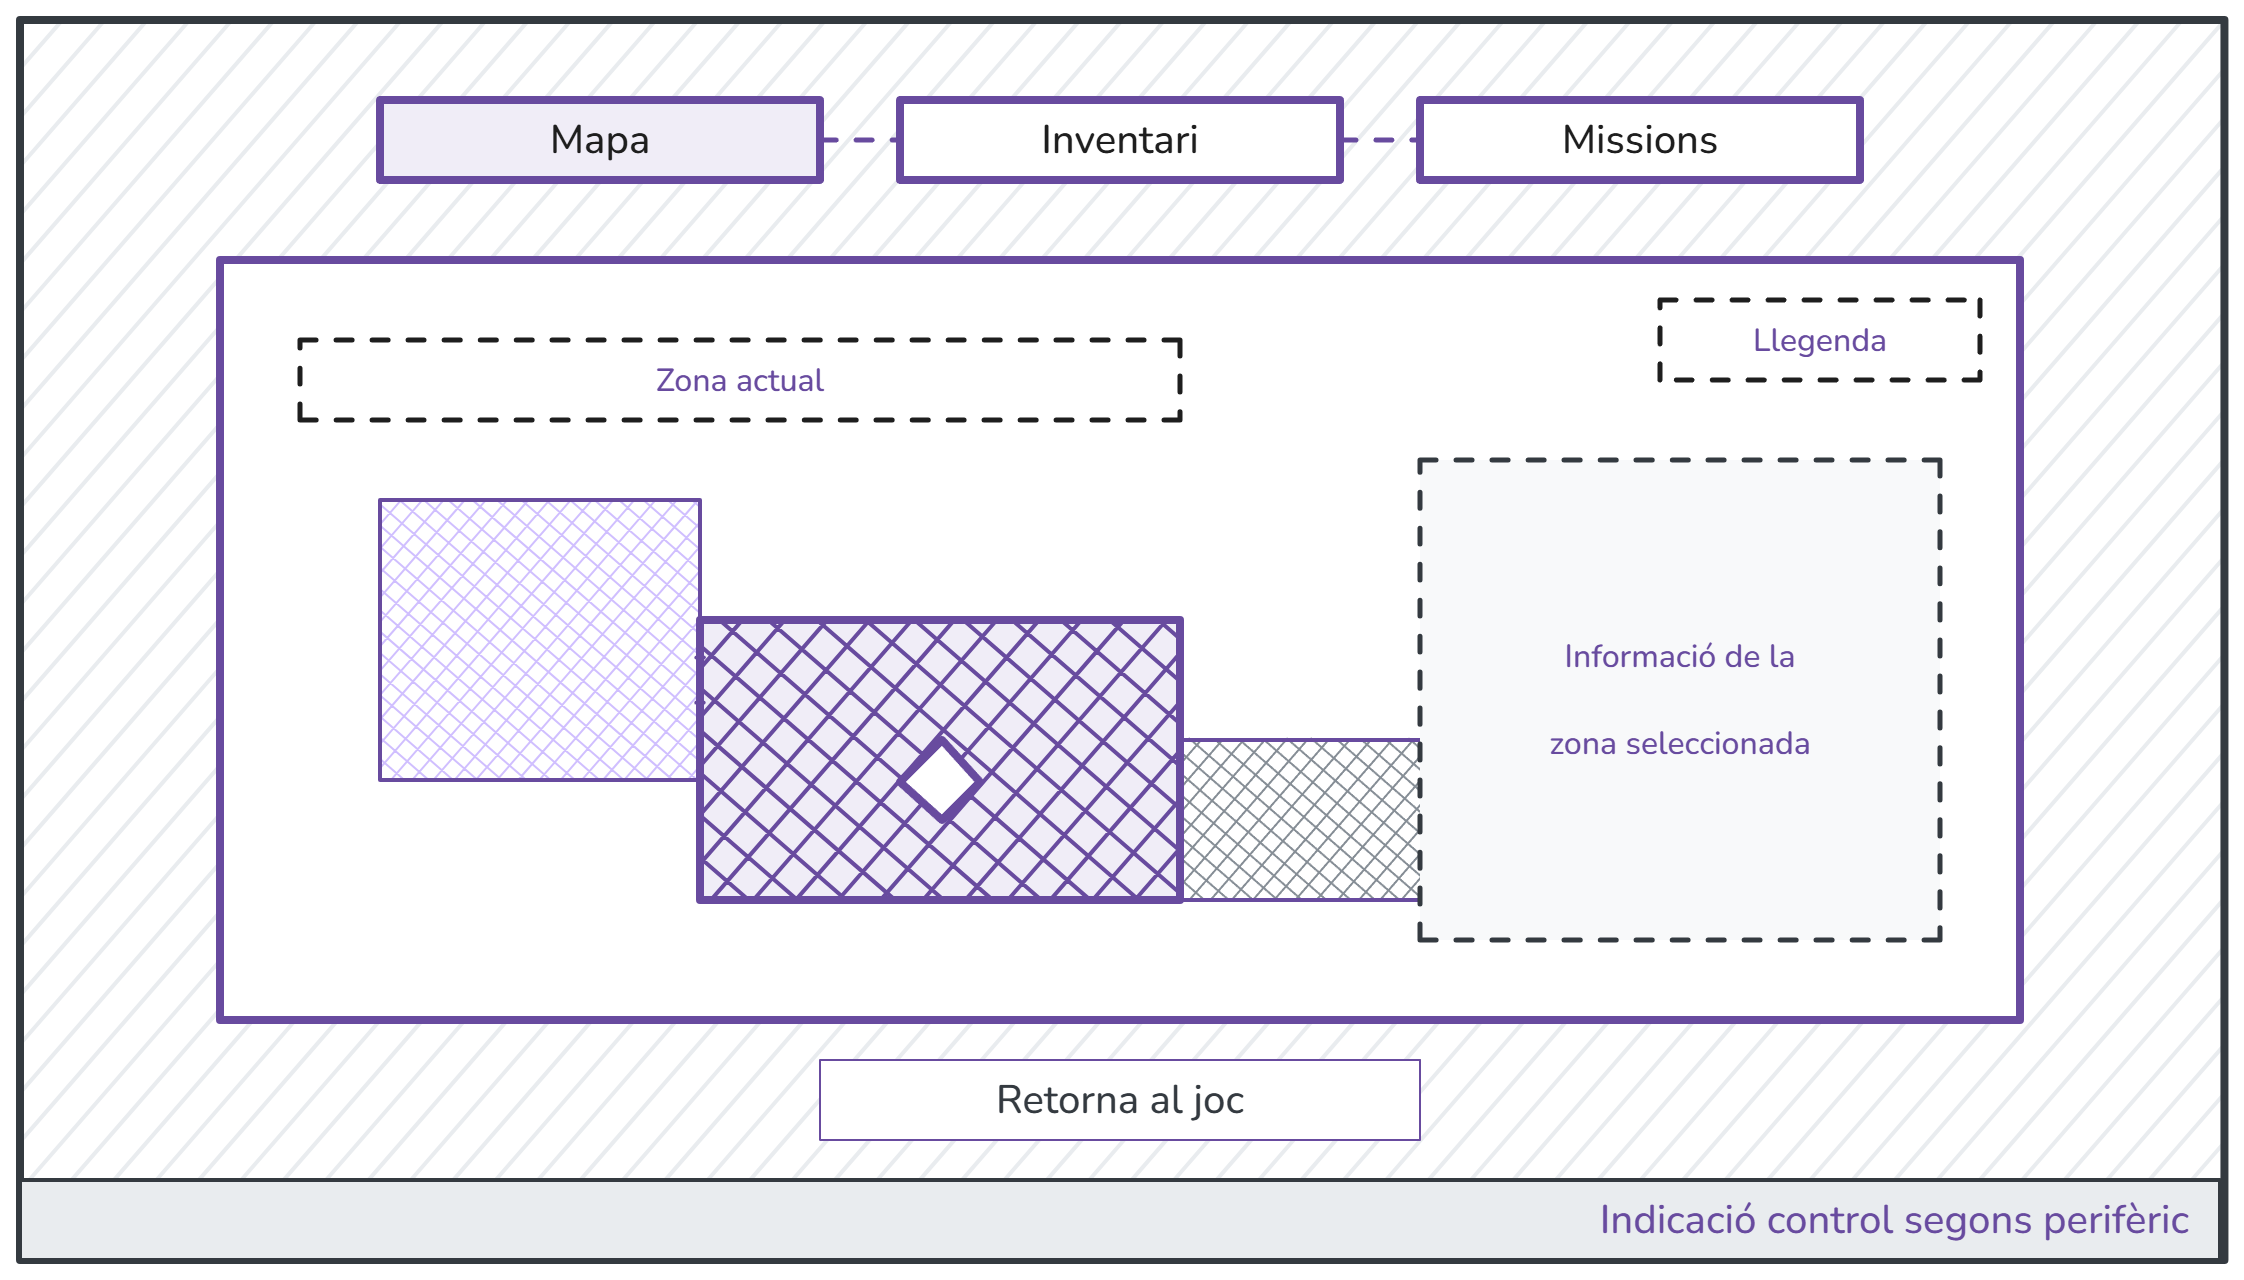 Mapa
Inventari
Missions
Llegenda
Zona actual
Informació de la
zona seleccionada
Retorna al joc
Indicació control segons perifèric